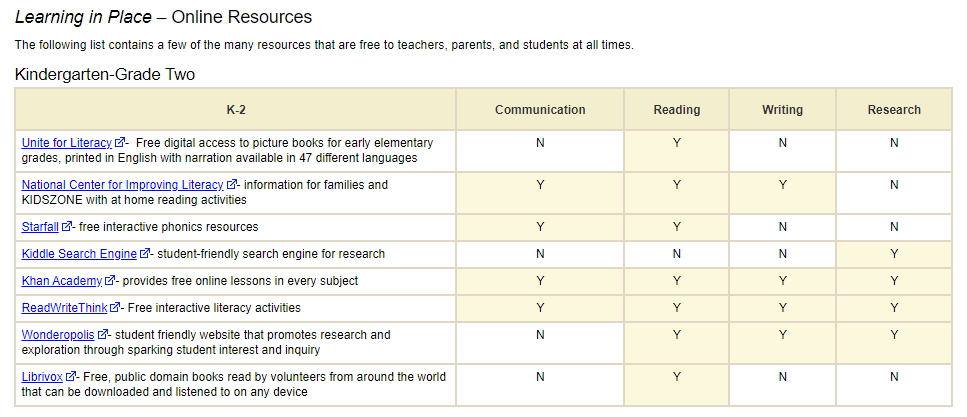 Learning in Place – Online Resources
The following list contains a few of the many resources that are free to teachers, parents, and students at all times.
Kindergarten-Grade Two
K-2 Communication Reading Writing Research
Unite for Literacy - Free digital access to picture books for early elementary
grades, printed in English with narration available in 47 different languages N Y N N
National Center for Improving Literacy - information for families and
KIDSZONE with at home reading activities Y Y Y N
Starfall - free interactive phonics resources Y Y N N
Kiddle Search Engine - student-friendly search engine for research N N N Y
Khan Academy - provides free online lessons in every subject Y Y Y Y
ReadWriteThink - Free interactive literacy activities Y Y Y Y
Wonderopolis - student friendly website that promotes research and
exploration through sparking student interest and inquiry N Y Y Y
Librivox - Free, public domain books read by volunteers from around the world
that can be downloaded and listened to on any device N Y N N